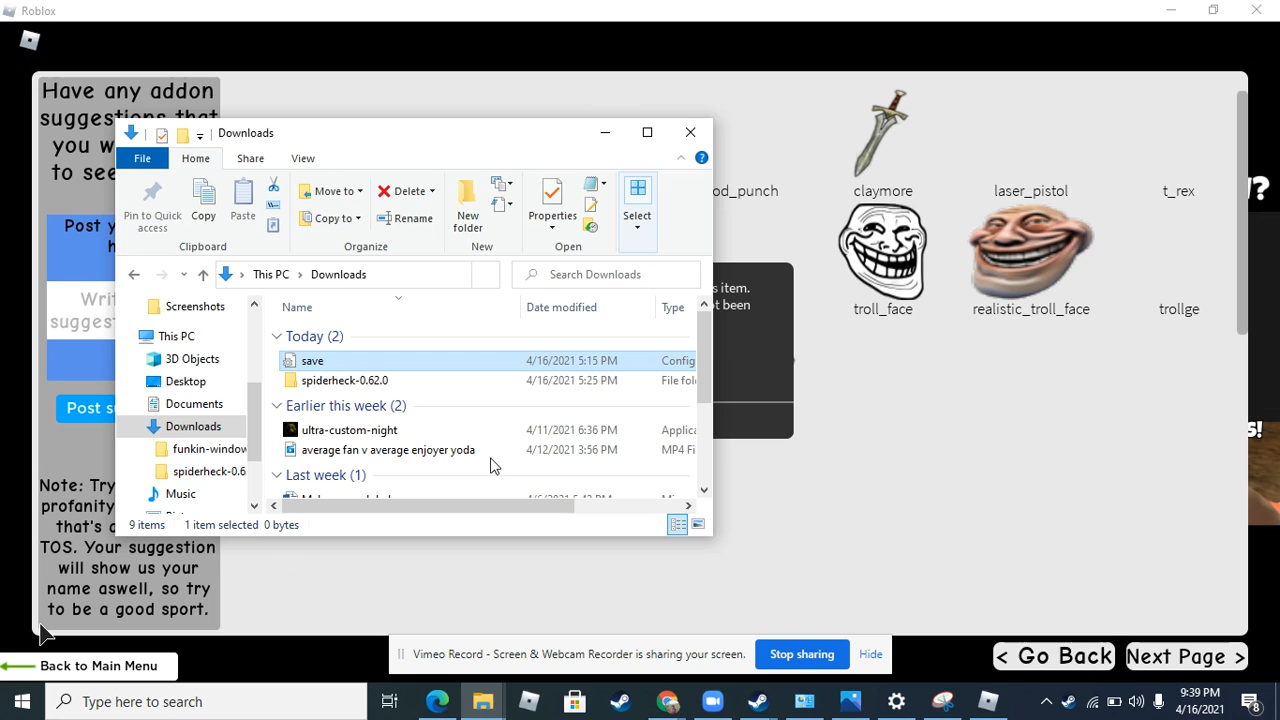 Roblox
Have any addon
suggestions that
you w
to see
Post y
h
Writ
suggest
Post su
Note: Try
profanity
that's a
TOS. Your suggestion
will show us your
name aswell, so try
to be a good sport.
Back to Main Menu
Downloads
File
Home
Share
View
Pin to Quick
access
Copy
Paste
Clipboard
Move to
Copy to
Delete
Rename
Organize
New
folder
New
Properties
Open
Select
This PC
Downloads
Search Downloads
Screenshots
This PC
3D Objects
Desktop
Documents
Downloads
funkin-window
spiderheck-0.6
Music
Name
Date modified
Type
Today (2)
save
4/16/2021 5:15 PM
Config
spiderheck-0.62.0
4/16/2021 5:25 PM
File fol
Earlier this week (2)
ultra-custom-night
4/11/2021 6:36 PM
Applica
average fan v average enjoyer yoda
4/12/2021 3:56 PM
MP4 Fi
Last week (1)
9 items
1 item selected 0 bytes
od_punch
claymore
laser_pistol
t_rex
s item.
ot been
troll_face
realistic_troll_face
trollge
?
s!
Vimeo Record - Screen & Webcam Recorder is sharing your screen.
Stop sharing
Hide
< Go Back
Next Page >
Type here to search
9:39 PM
4/16/2021
8